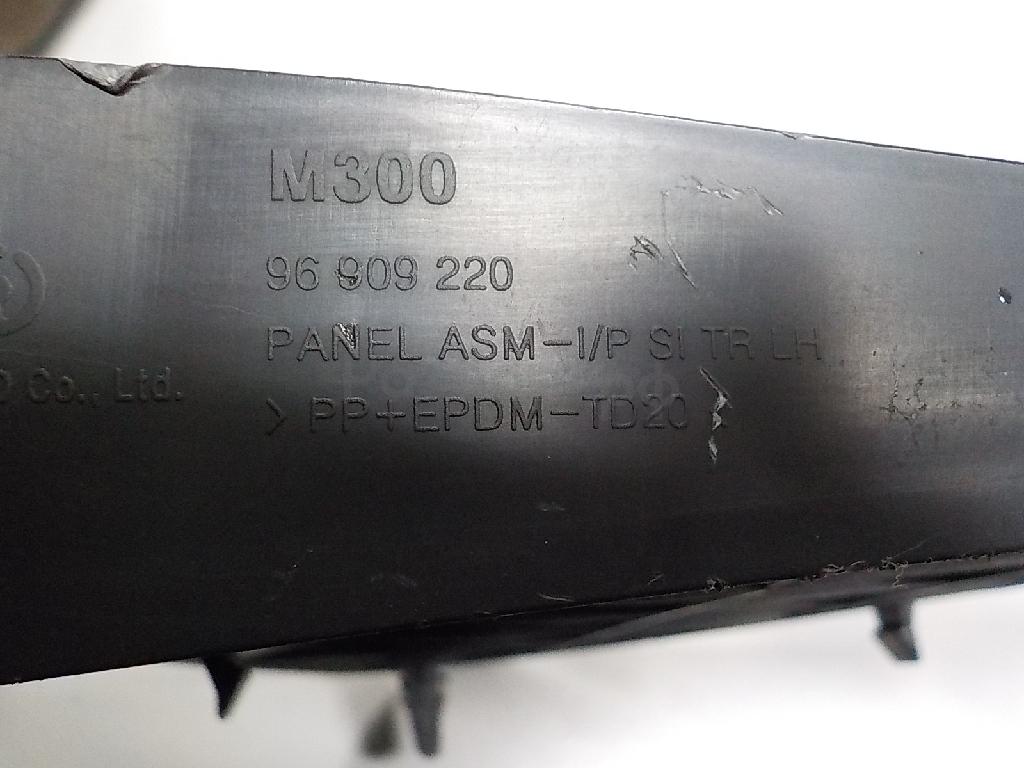 M300
96 909 220
PANEL ASM-I/P SI TR LH
Co., Ltd.
> PP+EPDM-TD20